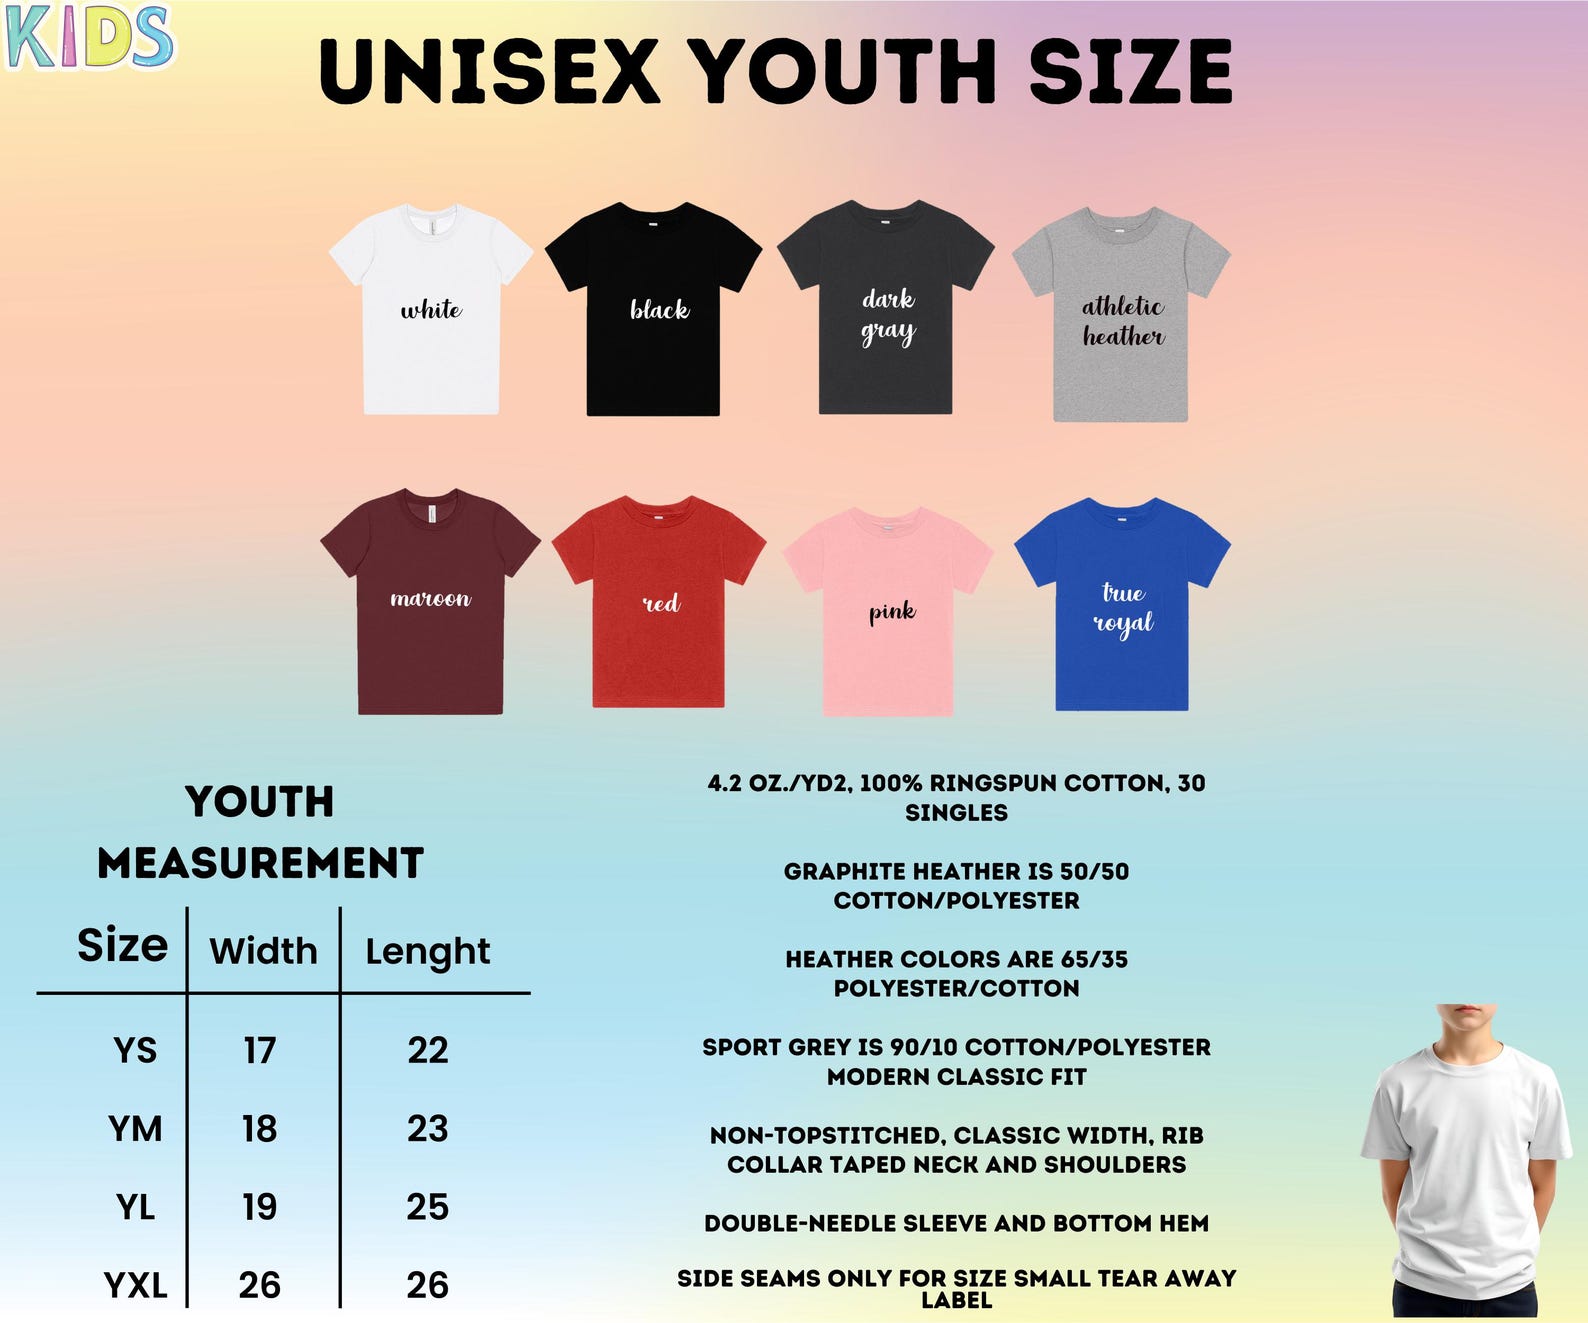 KIDS
UNISEX YOUTH SIZE
white
black
dark
gray
athletic
heather
maroon
red
pink
true
royal
YOUTH
MEASUREMENT
Size Width Lenght
YS 17 22
YM 18 23
YL 19 25
YXL 26 26
4.2 OZ./YD2, 100% RINGSPUN COTTON, 30
SINGLES
GRAPHITE HEATHER IS 50/50
COTTON/POLYESTER
HEATHER COLORS ARE 65/35
POLYESTER/COTTON
SPORT GREY IS 90/10 COTTON/POLYESTER
MODERN CLASSIC FIT
NON-TOPSTITCHED, CLASSIC WIDTH, RIB
COLLAR TAPED NECK AND SHOULDERS
DOUBLE-NEEDLE SLEEVE AND BOTTOM HEM
SIDE SEAMS ONLY FOR SIZE SMALL TEAR AWAY
LABEL